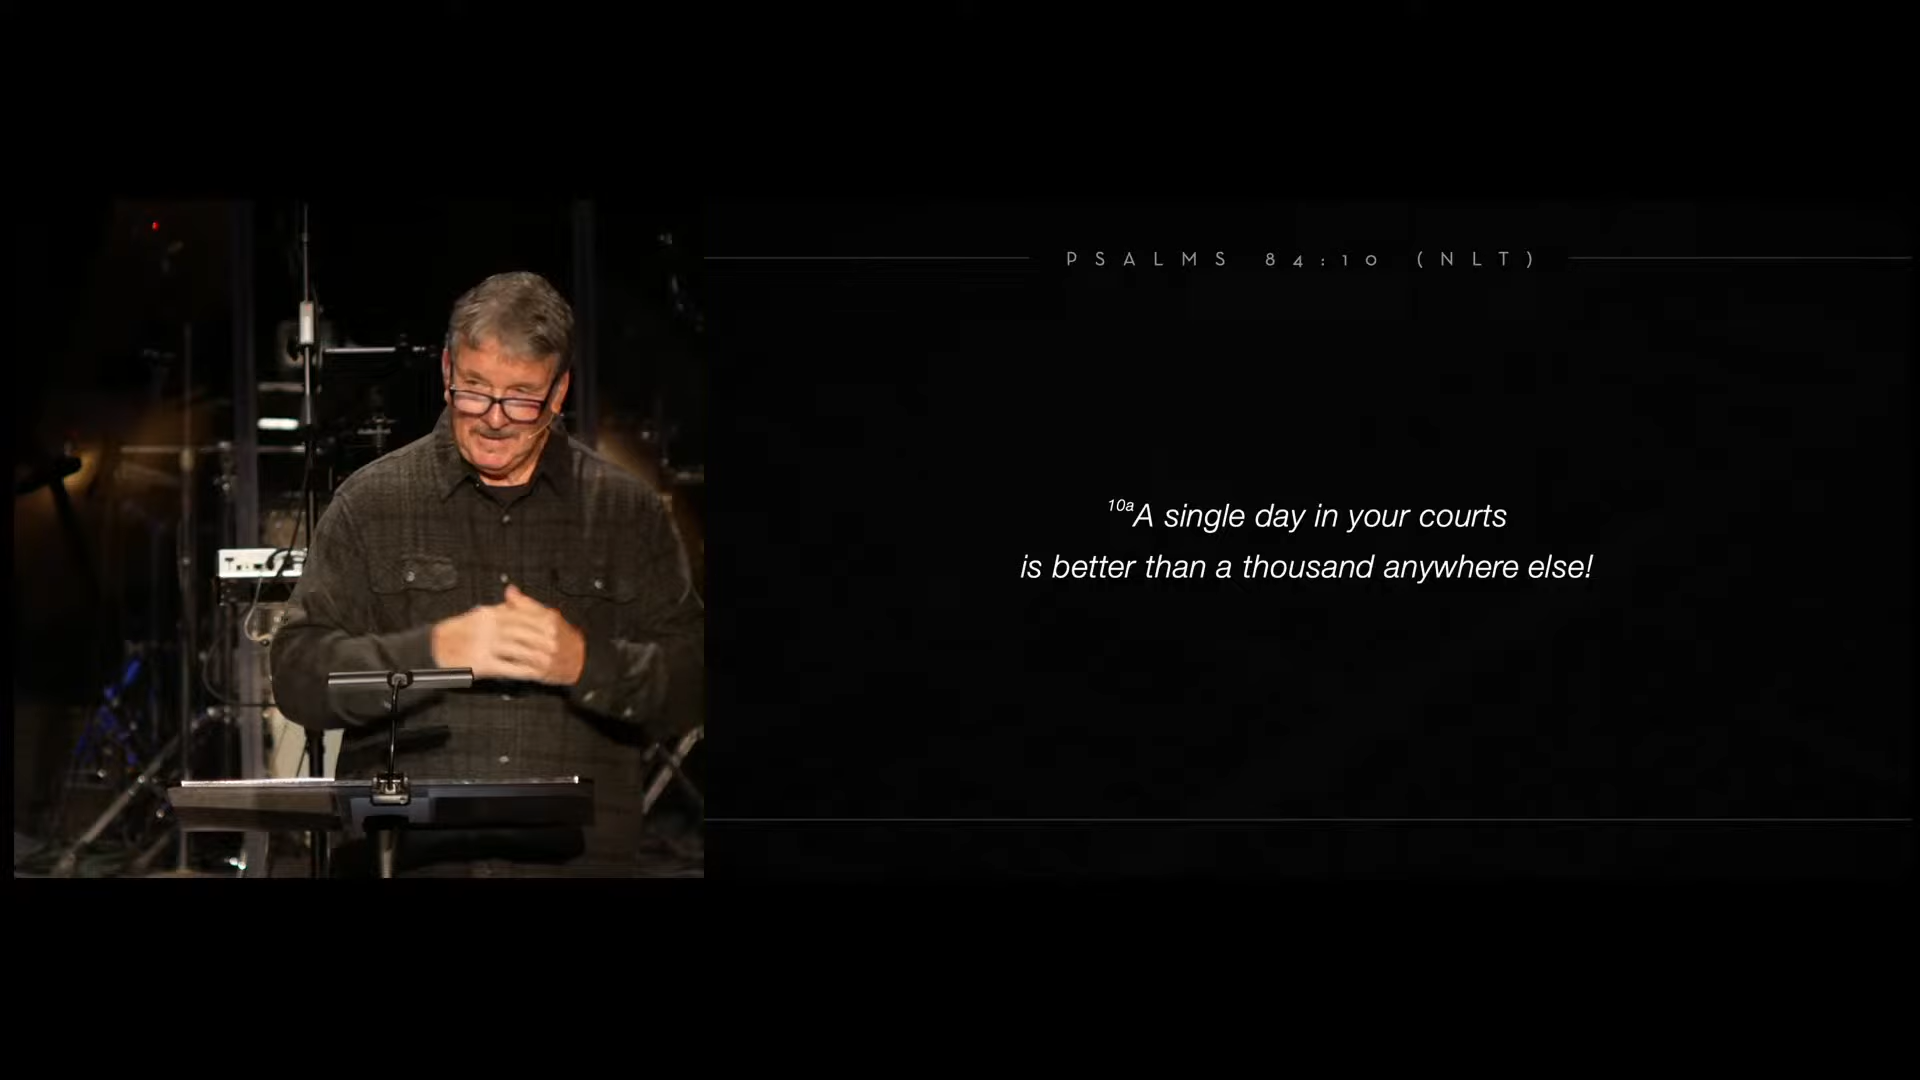 PSALMS 84:10 (NLT)
10aA single day in your courts
is better than a thousand anywhere else!